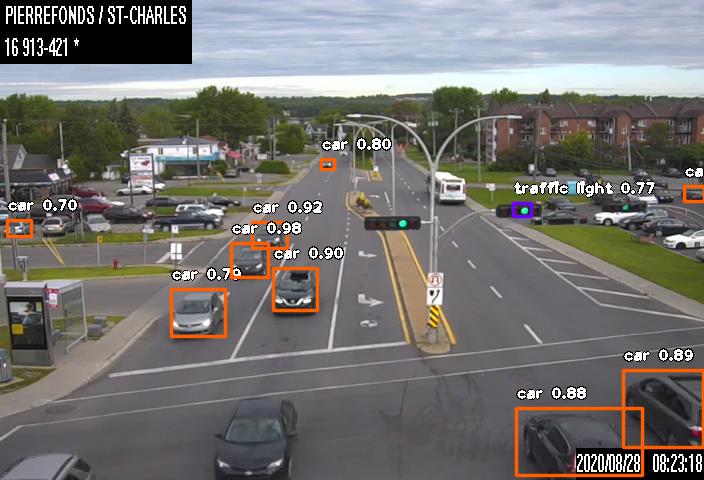 PIERREFONDS / ST-CHARLES
16 913-421 *
car 0.80
car 0.70
traffic light 0.77
ca
car 0.92
car 0.98
car 0.90
car 0.79
car 0.89
car 0.88
2020/08/28 08:23:18